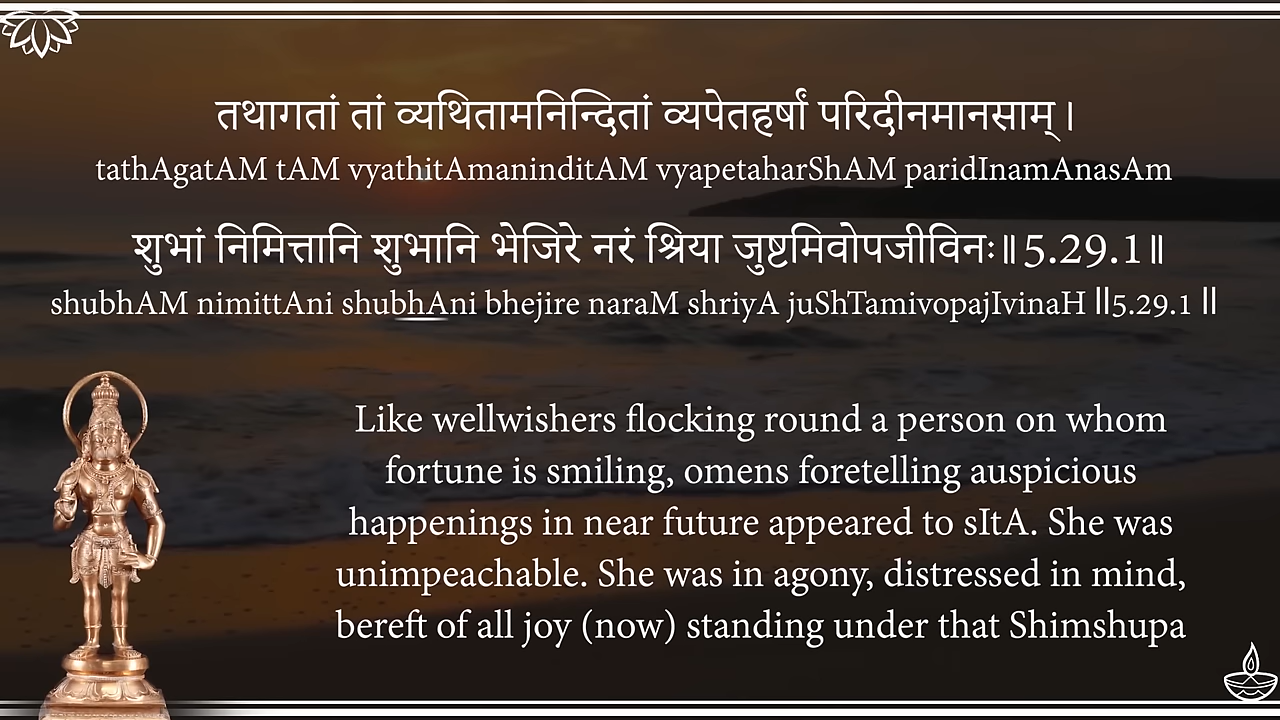 तथागतां तां व्यथितामनिन्दितां व्यपेतहर्षां परिदीनमानसाम् ।
tathAgatAM tAM vyathitAmaninditAM vyapetaharShAM paridInamAnasAm
शुभां निमित्तानि शुभानि भेजिरे नरं श्रिया जुष्टमिवोपजीविनः॥ 5.29.1॥
shubhAM nimittAni shubhAni bhejire naraM shriyA juShTamivopajIvinaH ॥5.29.1 ॥
Like wellwishers flocking round a person on whom
fortune is smiling, omens foretelling auspicious
happenings in near future appeared to sItA. She was
unimpeachable. She was in agony, distressed in mind,
bereft of all joy (now) standing under that Shimshupa